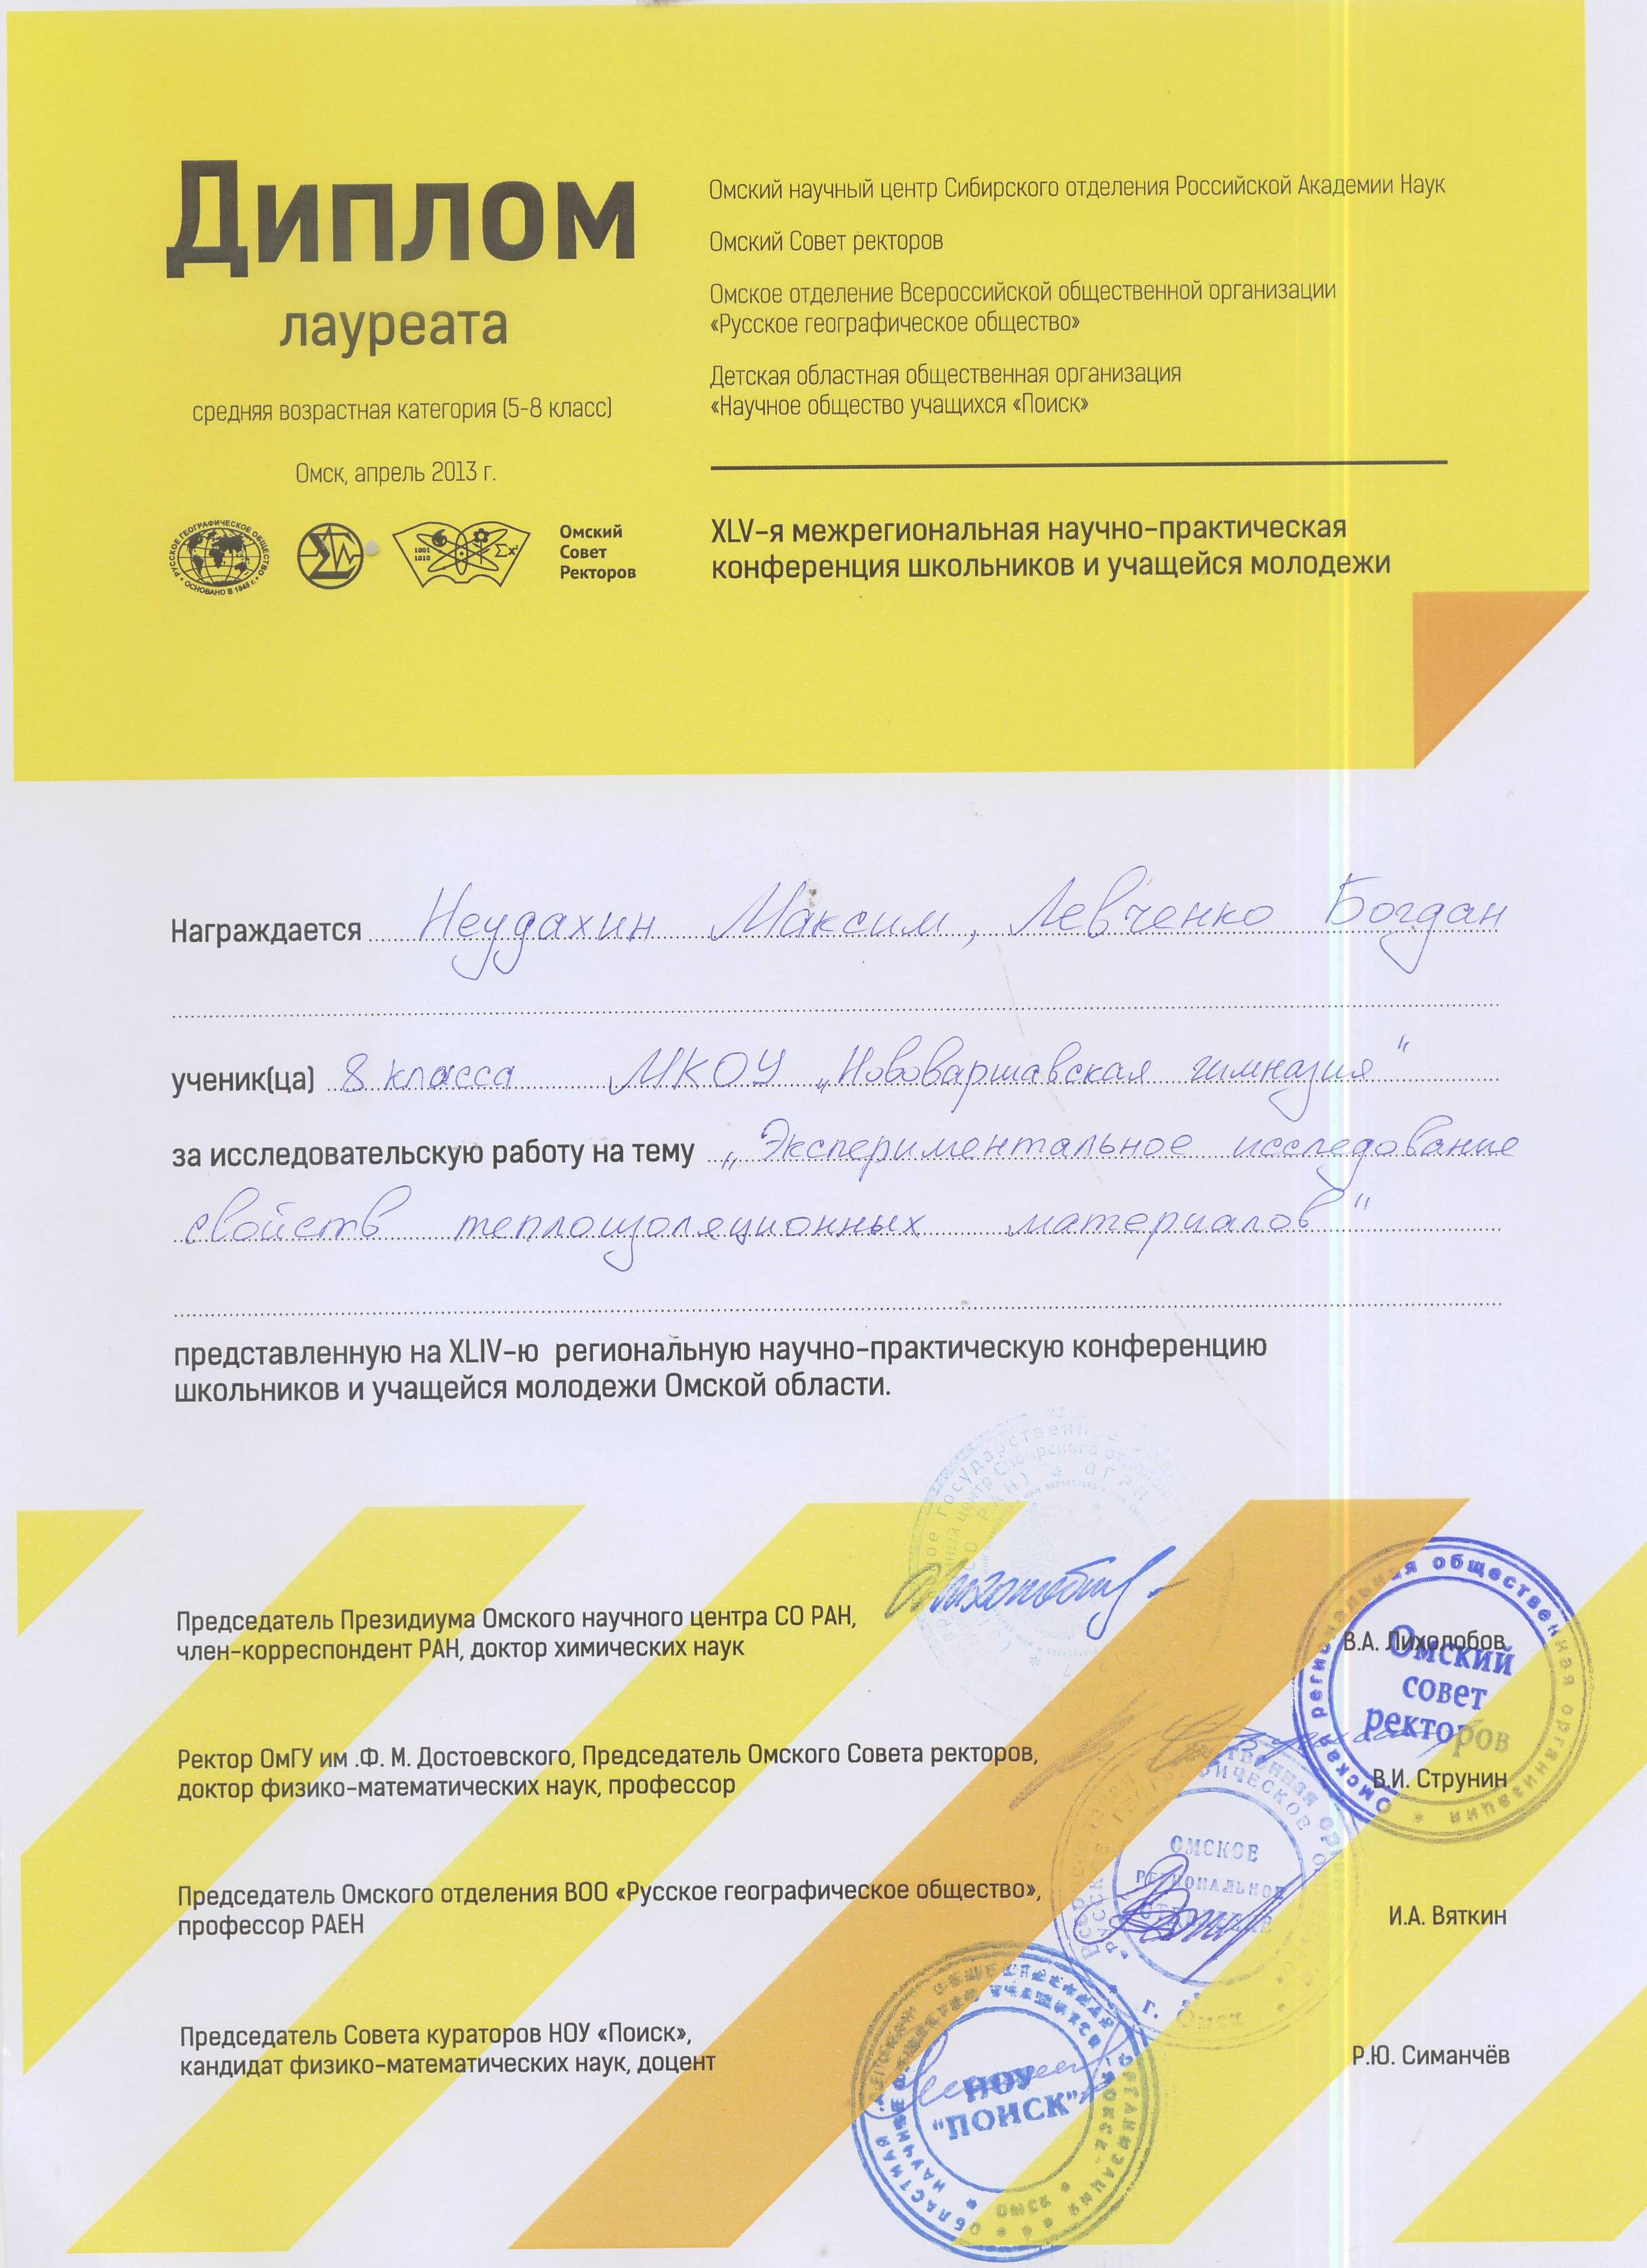 Диплом
лауреата
средняя возрастная категория (5-8 класс)
Омск, апрель 2013 г.
РУССКОЕ ГЕОГРАФИЧЕСКОЕ ОБЩЕСТВО • ОСНОВАНО В 1845 г. •
1001
1010
Σx²
Омский
Совет
Ректоров
Омский научный центр Сибирского отделения Российской Академии Наук
Омский Совет ректоров
Омское отделение Всероссийской общественной организации
«Русское географическое общество»
Детская областная общественная организация
«Научное общество учащихся «Поиск»
XLV-я межрегиональная научно-практическая
конференция школьников и учащейся молодежи
Награждается Неудахин Максим, Левченко Богдан
ученик(ца) 8 класса МКОУ „Нововаршавская гимназия"
за исследовательскую работу на тему „Экспериментальное исследование
свойств теплоизоляционных материалов"
представленную на XLIV-ю региональную научно-практическую конференцию
школьников и учащейся молодежи Омской области.
Председатель Президиума Омского научного центра СО РАН,
член-корреспондент РАН, доктор химических наук
В.А. Лихолобов
Омская региональная общественная организация
Омский
совет
ректоров
Ректор ОмГУ им .Ф. М. Достоевского, Председатель Омского Совета ректоров,
доктор физико-математических наук, профессор
В.И. Струнин
ОМСКОЕ
РЕГИОНАЛЬНОЕ
г. Омск
Председатель Омского отделения ВОО «Русское географическое общество»,
профессор РАЕН
И.А. Вяткин
Председатель Совета кураторов НОУ «Поиск»,
кандидат физико-математических наук, доцент
Р.Ю. Симанчёв
НОУ
"ПОИСК"
ОМСК